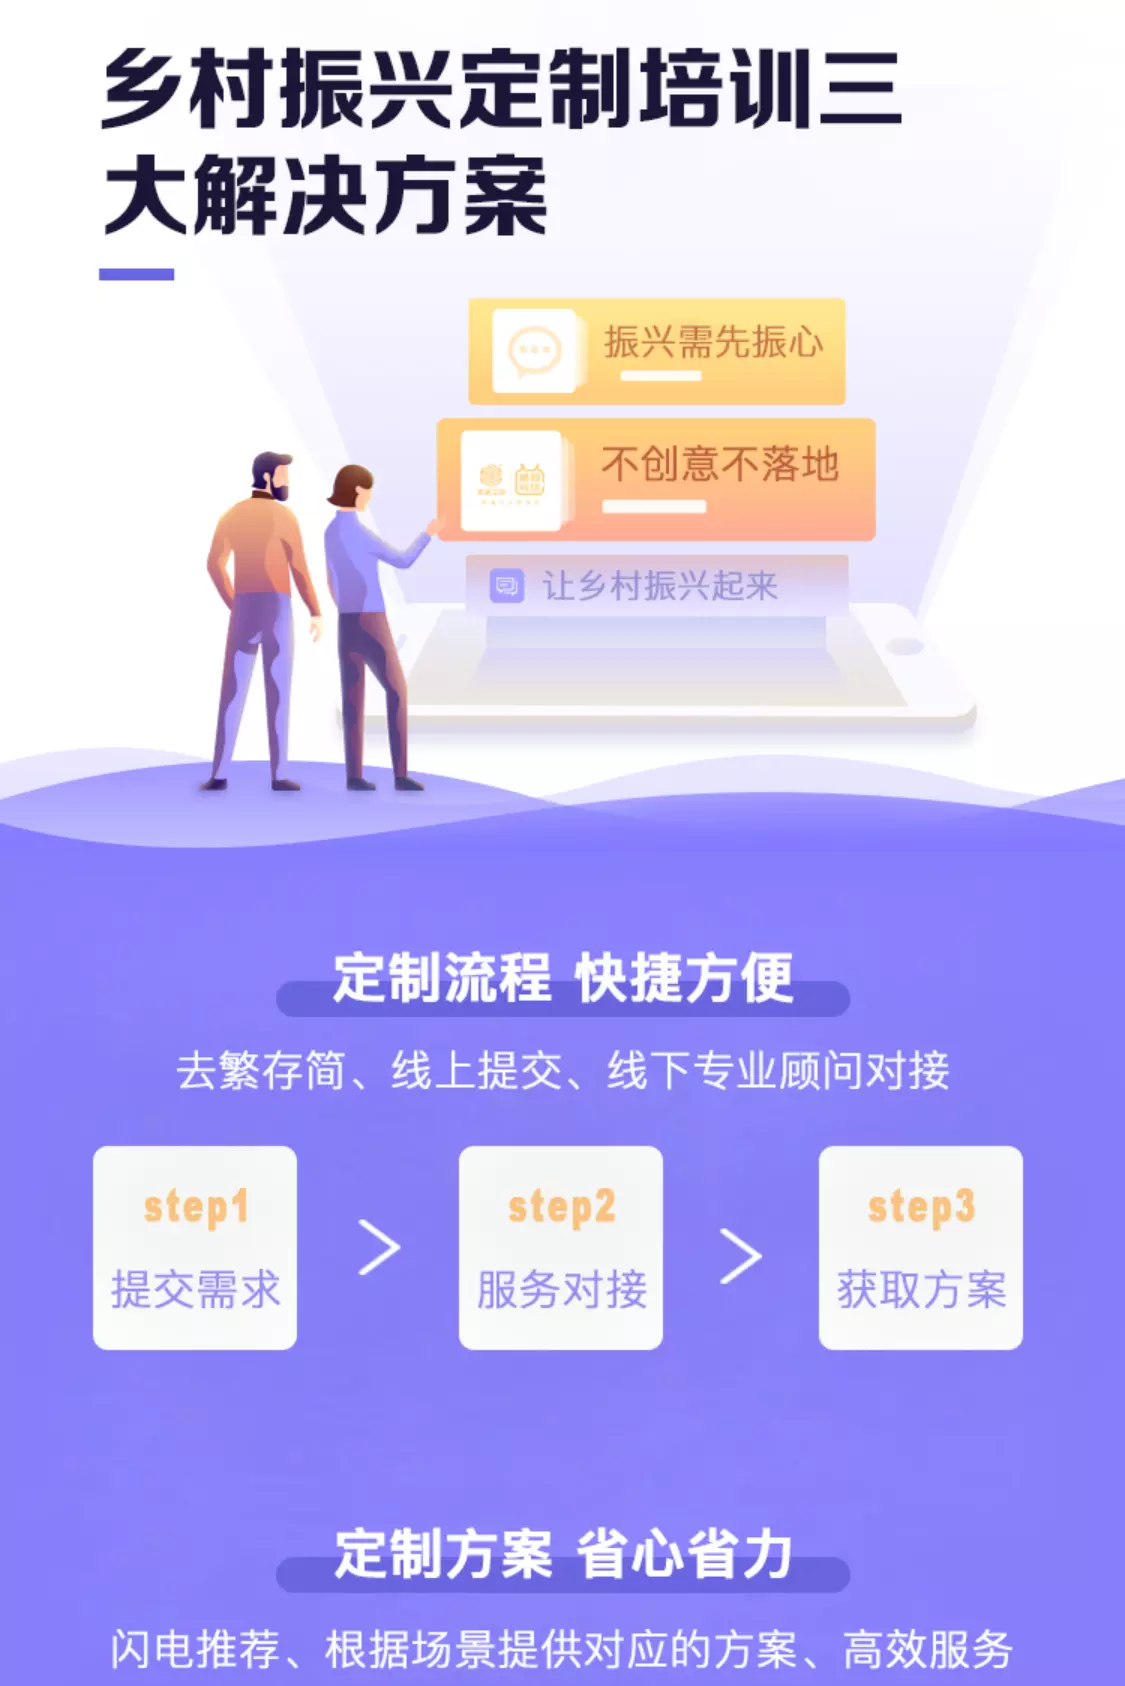 乡村振兴定制培训三
大解决方案
振兴需先振心
不创意不落地
让乡村振兴起来
定制流程 快捷方便
去繁存简、线上提交、线下专业顾问对接
step1
提交需求
step2
服务对接
step3
获取方案
定制方案 省心省力
闪电推荐、根据场景提供对应的方案、高效服务